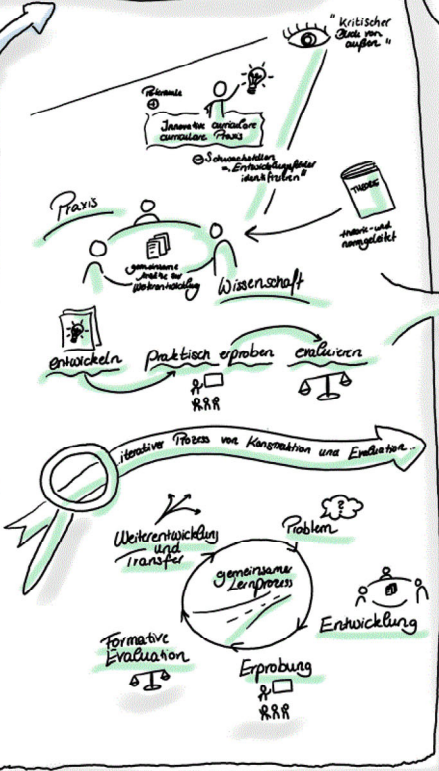 "Kritischer
Blick von
außen"
Potenziale
Innovative curriculare
curriculare Praxis
Schwachstellen
= "Entwicklungsfelder
identifizieren"
THEORIE
theorie- und
normgeleitet
Praxis
gemeinsame
Weiterentwicklung
Wissenschaft
entwickeln
praktisch erproben
evaluieren
iterativer Prozess von Konstruktion und Evaluation...
Weiterentwicklung
und
Transfer
Problem
gemeinsamer
Lernprozess
Entwicklung
Formative
Evaluation
Erprobung